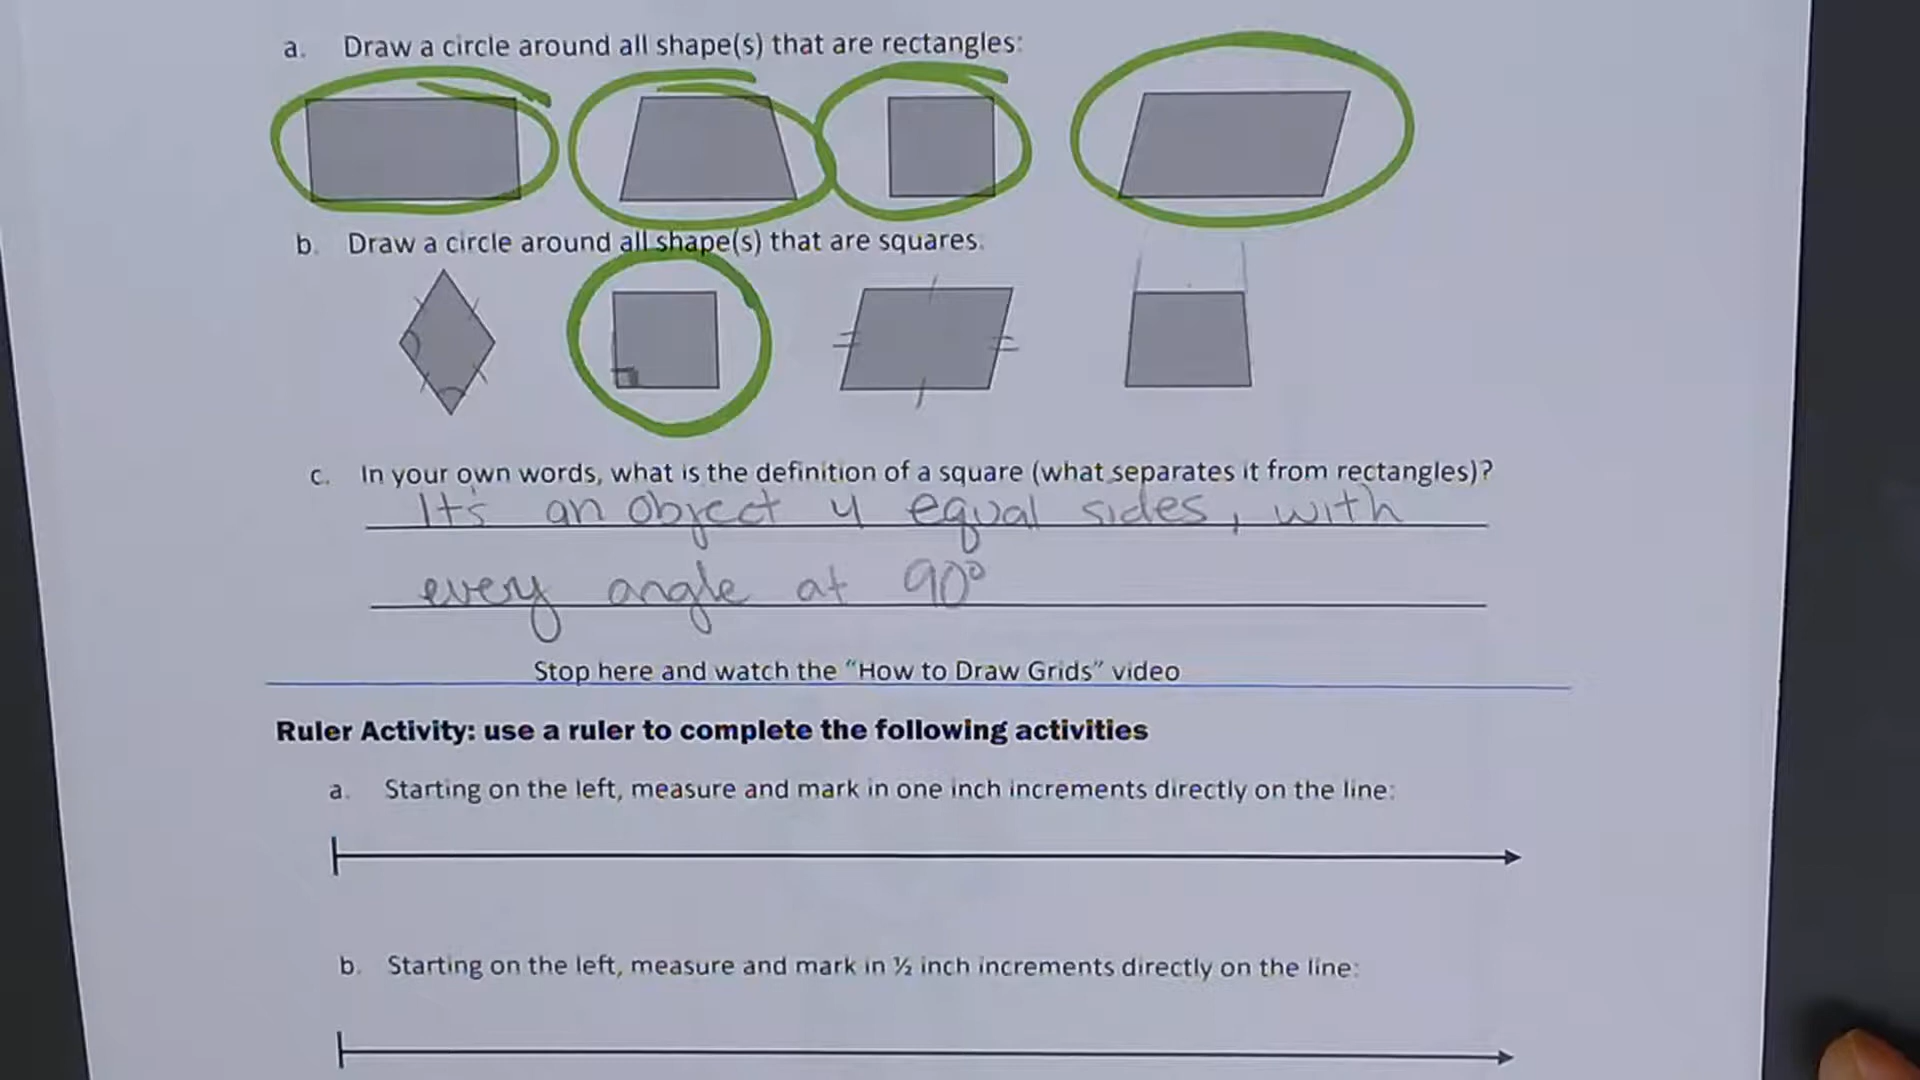 a. Draw a circle around all shape(s) that are rectangles:
b. Draw a circle around all shape(s) that are squares.
c. In your own words, what is the definition of a square (what separates it from rectangles)?
It's an object 4 equal sides, with
every angle at 90°
Stop here and watch the "How to Draw Grids" video
Ruler Activity: use a ruler to complete the following activities
a. Starting on the left, measure and mark in one inch increments directly on the line:
b. Starting on the left, measure and mark in ½ inch increments directly on the line: